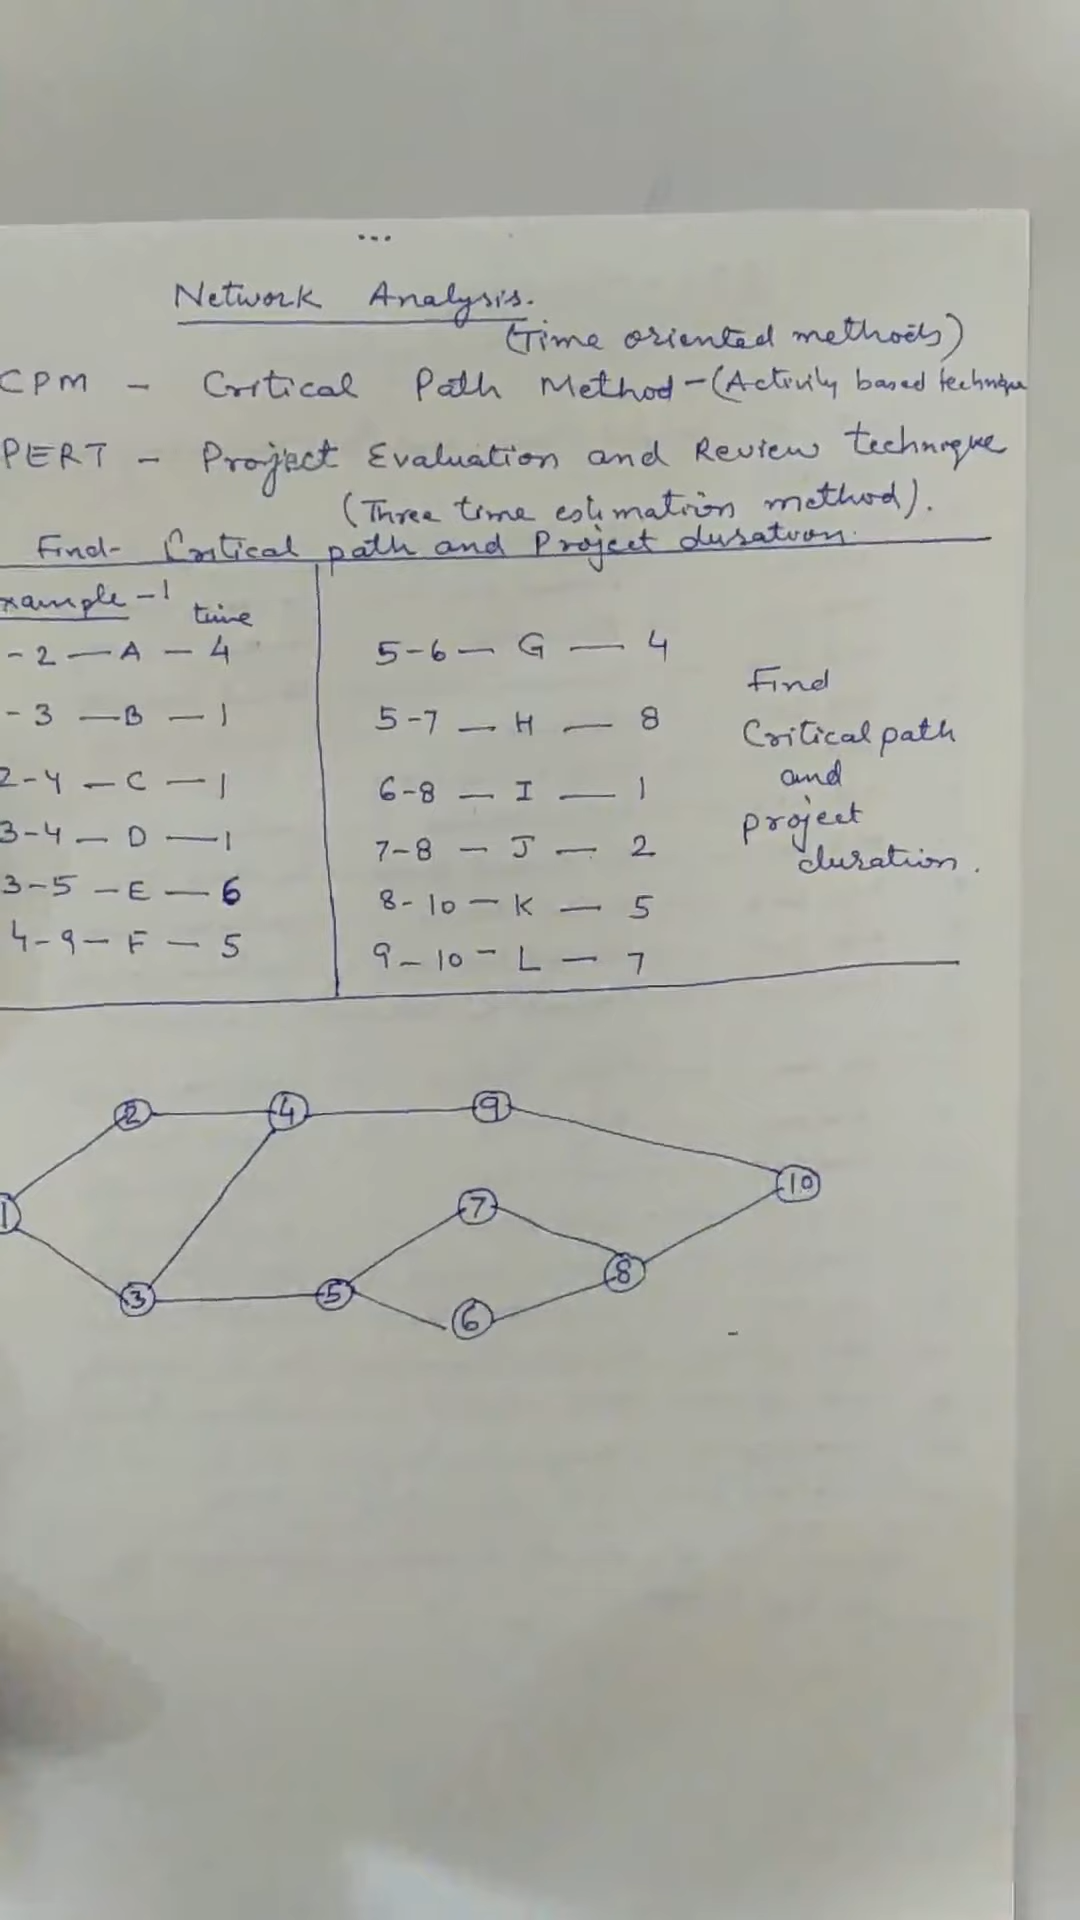 Network Analysis.
(Time oriented methods)
CPM - Critical Path Method - (Activity based technique
PERT - Project Evaluation and Review technique
(Three time estimation method).
Find- Critical path and Project duration.
xample-1
time
-2 — A — 4
-3 — B — 1
2-4 — C — 1
3-4 — D — 1
3-5 — E — 6
4-9 — F — 5
5-6 — G — 4
5-7 — H — 8
6-8 — I — 1
7-8 — J — 2
8-10 — K — 5
9-10 — L — 7
Find
Critical path
and
project
duration.
2
4
9
1
7
10
3
5
6
8